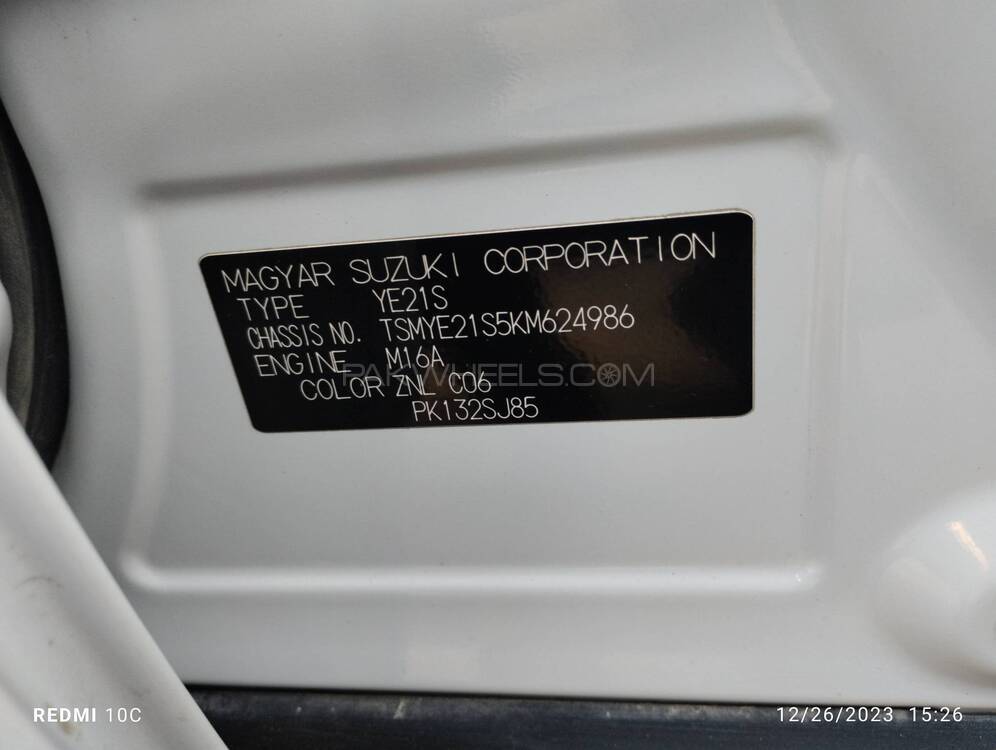 MAGYAR SUZUKI CORPORATION
TYPE YE21S
CHASSIS NO. TSMYE21S5KM624986
ENGINE M16A
PAKWHEELS.COM
COLOR ZNL C06
PK132SJ85
REDMI 10C
12/26/2023 15:26